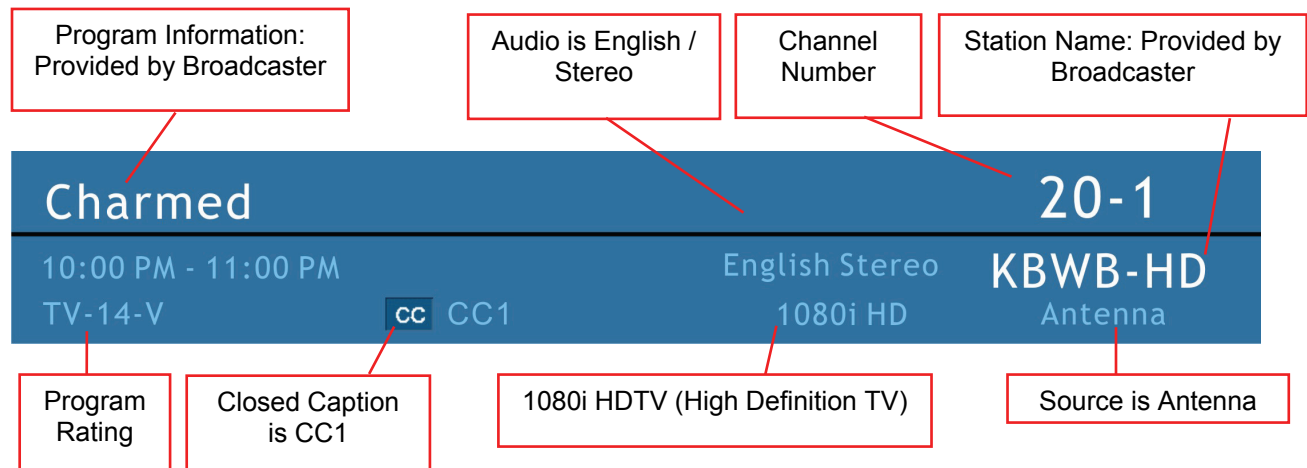 Program Information:
Provided by Broadcaster
Audio is English /
Stereo
Channel
Number
Station Name: Provided by
Broadcaster
Charmed
20-1
10:00 PM - 11:00 PM
English Stereo
KBWB-HD
TV-14-V
CC CC1
1080i HD
Antenna
Program
Rating
Closed Caption
is CC1
1080i HDTV (High Definition TV)
Source is Antenna